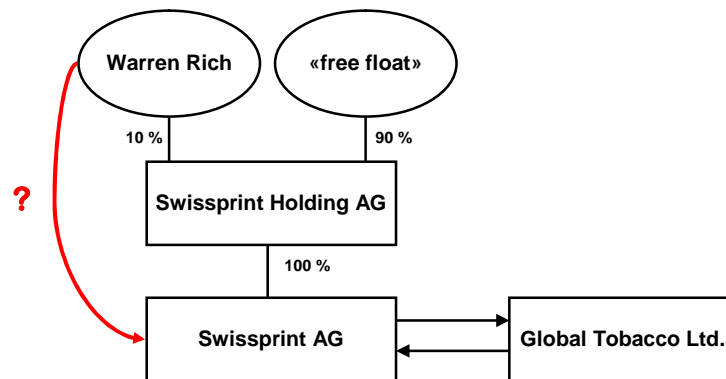 Warren Rich
«free float»
10 %
90 %
?
Swissprint Holding AG
100 %
Swissprint AG
Global Tobacco Ltd.